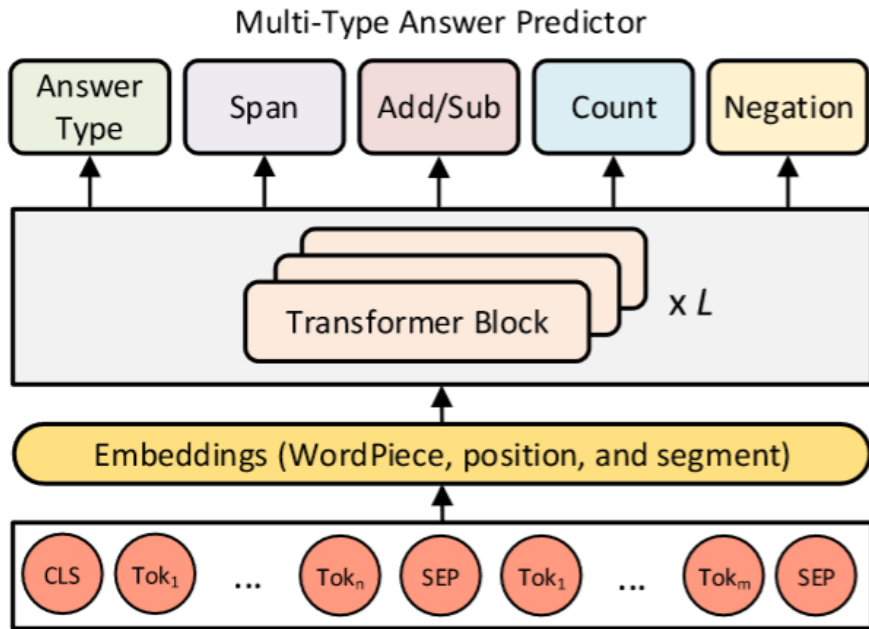 Multi-Type Answer Predictor
Answer
Type
Span
Add/Sub
Count
Negation
Transformer Block
x L
Embeddings (WordPiece, position, and segment)
CLS Tok₁ ... Tokₙ SEP Tok₁ ... Tokₘ SEP